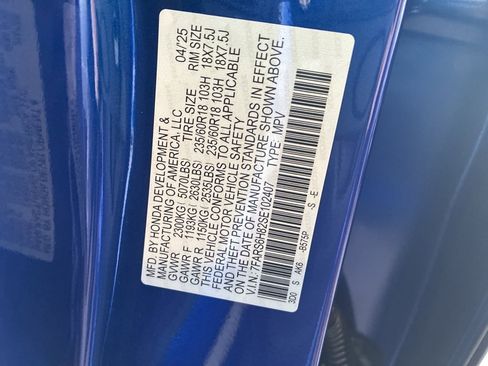 MFD. BY HONDA DEVELOPMENT & 04/'25
MANUFACTURING OF AMERICA, LLC
GVWR 2300KG( 5070LBS) TIRE SIZE RIM SIZE
GAWR F 1193KG( 2630LBS) 235/60R18 103H 18X7.5J
GAWR R 1150KG( 2535LBS) 235/60R18 103H 18X7.5J
THIS VEHICLE CONFORMS TO ALL APPLICABLE
FEDERAL MOTOR VEHICLE SAFETY
AND THEFT PREVENTION STANDARDS IN EFFECT
ON THE DATE OF MANUFACTURE SHOWN ABOVE.
V.I.N: 7FARS6H82SE102407 TYPE: MPV
300 S AK6 -B575P -S -E